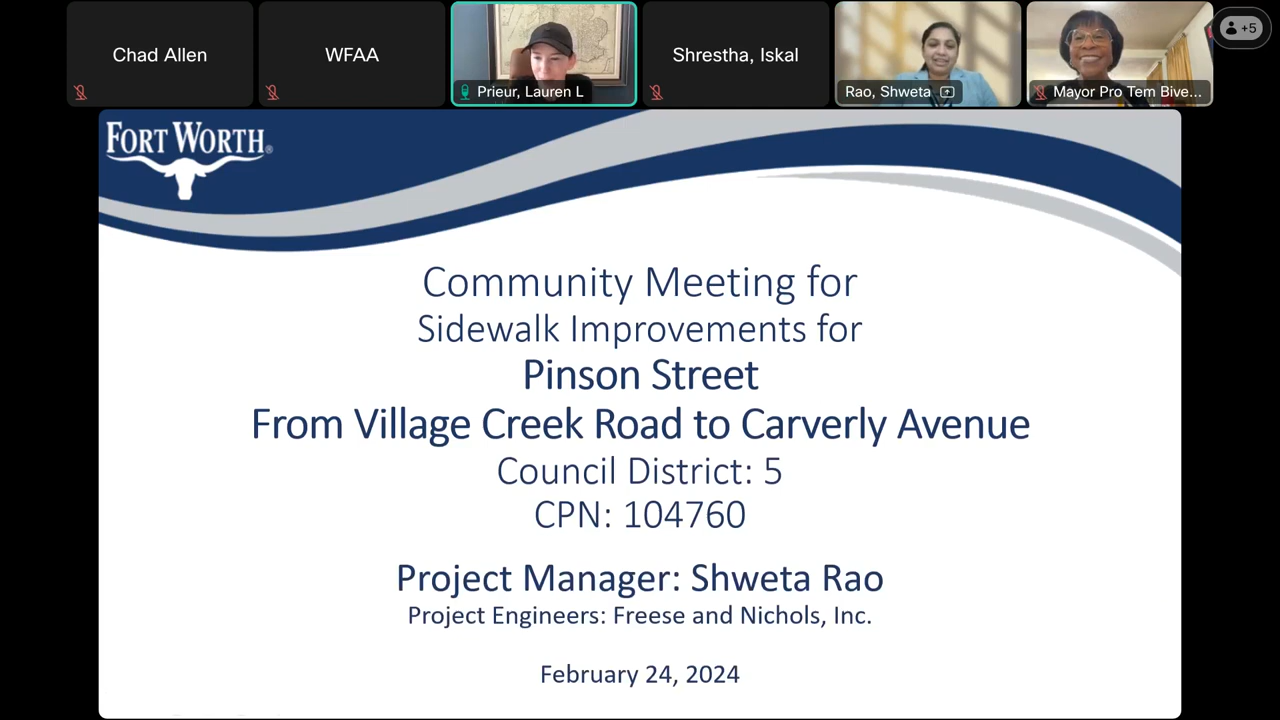 Chad Allen
WFAA
Prieur, Lauren L
Shrestha, Iskal
Rao, Shweta
Mayor Pro Tem Bive...
+5
FORT WORTH®
Community Meeting for
Sidewalk Improvements for
Pinson Street
From Village Creek Road to Carverly Avenue
Council District: 5
CPN: 104760
Project Manager: Shweta Rao
Project Engineers: Freese and Nichols, Inc.
February 24, 2024